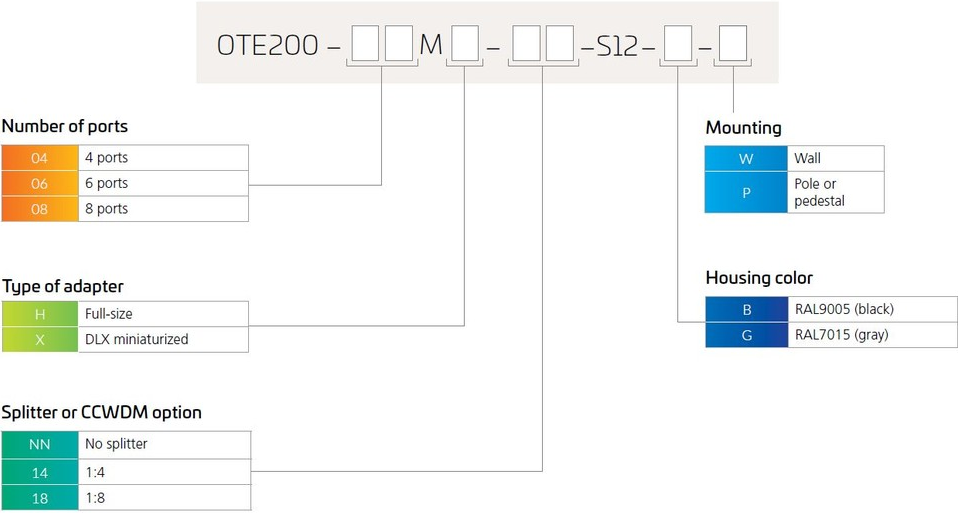 OTE200 – M – – S12 – –
Number of ports
04 4 ports
06 6 ports
08 8 ports
Type of adapter
H Full-size
X DLX miniaturized
Splitter or CCWDM option
NN No splitter
14 1:4
18 1:8
Mounting
W Wall
P Pole or
pedestal
Housing color
B RAL9005 (black)
G RAL7015 (gray)